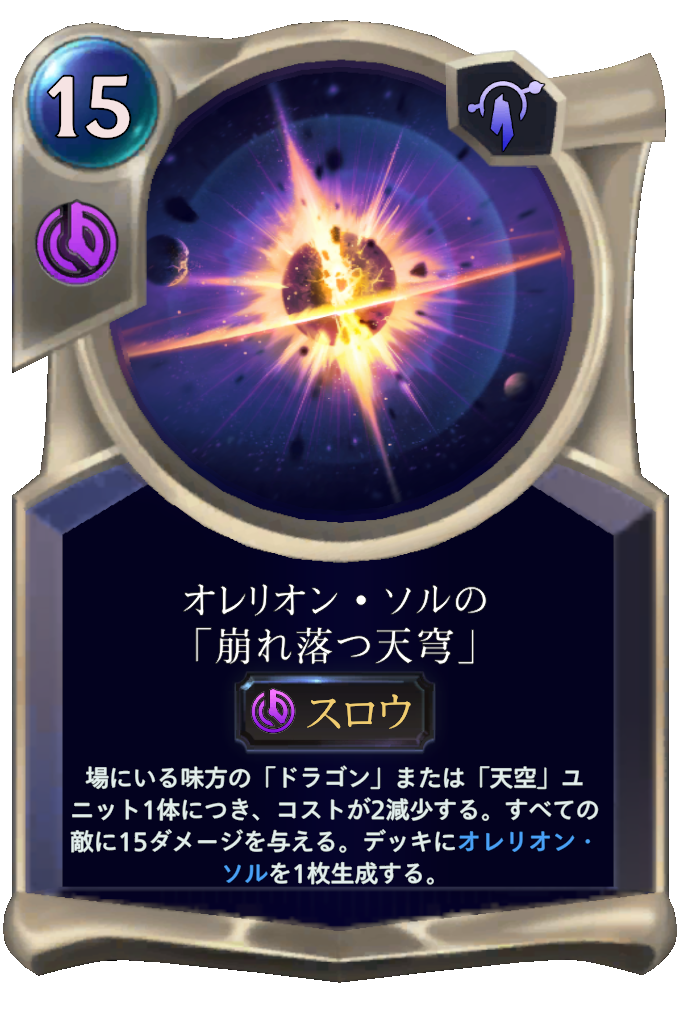 15
オレリオン・ソルの
「崩れ落つ天穹」
スロウ
場にいる味方の「ドラゴン」または「天空」ユ
ニット1体につき、コストが2減少する。すべての
敵に15ダメージを与える。デッキにオレリオン・
ソルを1枚生成する。